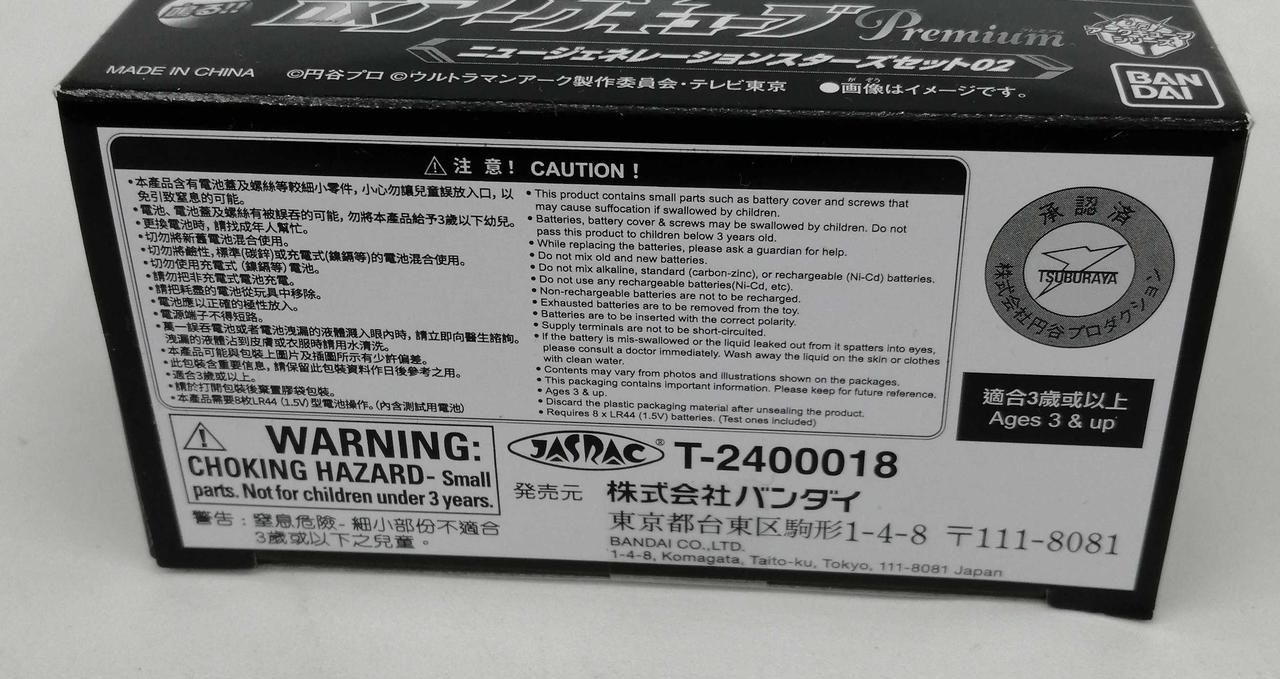 DXアークキューブ Premium
ニュージェネレーションスターズセット02
MADE IN CHINA ©円谷プロ ©ウルトラマンアーク製作委員会・テレビ東京 ●画像はイメージです。
BAN
DAI
⚠注 意! CAUTION !
・本產品含有電池蓋及螺絲等較細小零件,小心勿讓兒童誤放入口,以
免引致窒息的可能。
・電池、電池蓋及螺絲有被誤吞的可能,勿將本產品給予3歲以下幼兒。
・更換電池時,請找成年人幫忙。
・切勿將新舊電池混合使用。
・切勿將鹼性,標準(碳鋅)或充電式(鎳鎘等)的電池混合使用。
・切勿使用充電式(鎳鎘等)電池。
・請勿把非充電式電池充電。
・請把耗盡的電池從玩具中移除。
・電池應以正確的極性放入。
・電源端子不得短路。
・萬一誤吞電池或者電池洩漏的液體濺入眼內時,請立即向醫生諮詢。
洩漏的液體沾到皮膚或衣服時請用水清洗。
・本產品可能與包裝上圖片及插圖所示有少許偏差。
・此包裝含重要信息,請保留此包裝資料作日後參考之用。
・適合3歲或以上。
・請於打開包裝後棄置膠袋包裝。
・本產品需要8枚LR44 (1.5V) 型電池操作。(內含測試用電池)
• This product contains small parts such as battery cover and screws that
may cause suffocation if swallowed by children.
• Batteries, battery cover & screws may be swallowed by children. Do not
pass this product to children below 3 years old.
• While replacing the batteries, please ask a guardian for help.
• Do not mix old and new batteries.
• Do not mix alkaline, standard (carbon-zinc), or rechargeable (Ni-Cd) batteries.
• Do not use any rechargeable batteries(Ni-Cd, etc).
• Non-rechargeable batteries are not to be recharged.
• Exhausted batteries are to be removed from the toy.
• Batteries are to be inserted with the correct polarity.
• Supply terminals are not to be short-circuited.
• If the battery is mis-swallowed or the liquid leaked out from it spatters into eyes,
please consult a doctor immediately. Wash away the liquid on the skin or clothes
with clean water.
• Contents may vary from photos and illustrations shown on the packages.
• This packaging contains important information. Please keep for future reference.
• Ages 3 & up.
• Discard the plastic packaging material after unsealing the product.
• Requires 8 x LR44 (1.5V) batteries. (Test ones included)
承認済
TSUBURAYA
株式会社円谷プロダクション
適合3歲或以上
Ages 3 & up
⚠WARNING:
CHOKING HAZARD- Small
parts. Not for children under 3 years.
警告:窒息危險-細小部份不適合
3歲或以下之兒童。
JASRAC® T-2400018
発売元 株式会社バンダイ
東京都台東区駒形1-4-8 〒111-8081
BANDAI CO.,LTD.
1-4-8, Komagata, Taito-ku, Tokyo, 111-8081 Japan